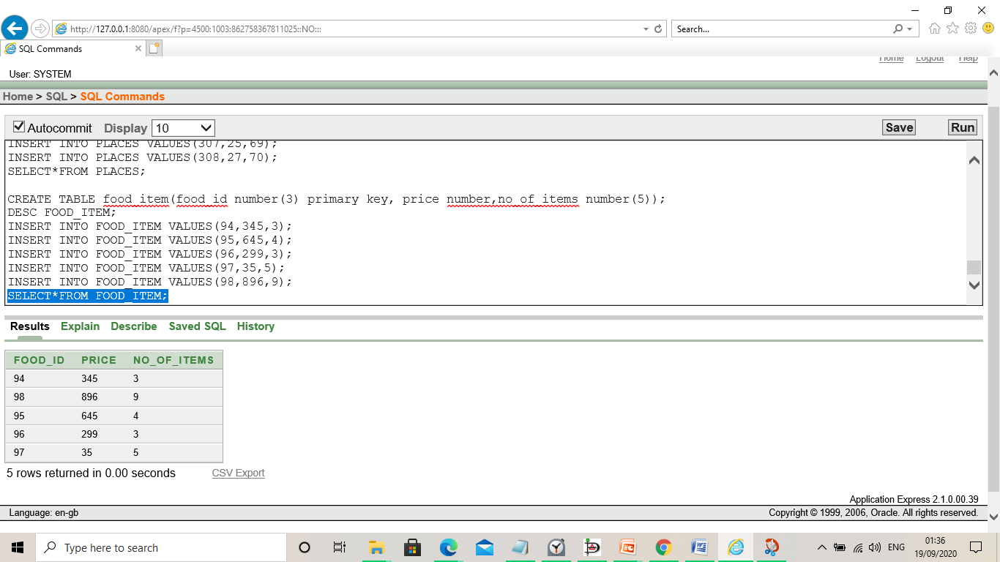 http://127.0.0.1:8080/apex/f?p=4500:1003:862758367811025::NO:::
Search...
SQL Commands
Home Logout Help
User: SYSTEM
Home > SQL > SQL Commands
Autocommit Display 10 Save Run
INSERT INTO PLACES VALUES(307,25,69);
INSERT INTO PLACES VALUES(308,27,70);
SELECT*FROM PLACES;
CREATE TABLE food_item(food_id number(3) primary key, price number,no_of_items number(5));
DESC FOOD_ITEM;
INSERT INTO FOOD_ITEM VALUES(94,345,3);
INSERT INTO FOOD_ITEM VALUES(95,645,4);
INSERT INTO FOOD_ITEM VALUES(96,299,3);
INSERT INTO FOOD_ITEM VALUES(97,35,5);
INSERT INTO FOOD_ITEM VALUES(98,896,9);
SELECT*FROM FOOD_ITEM;
Results Explain Describe Saved SQL History
FOOD_ID PRICE NO_OF_ITEMS
94 345 3
98 896 9
95 645 4
96 299 3
97 35 5
5 rows returned in 0.00 seconds CSV Export
Application Express 2.1.0.00.39
Language: en-gb Copyright © 1999, 2006, Oracle. All rights reserved.
Type here to search
ENG
01:36
19/09/2020